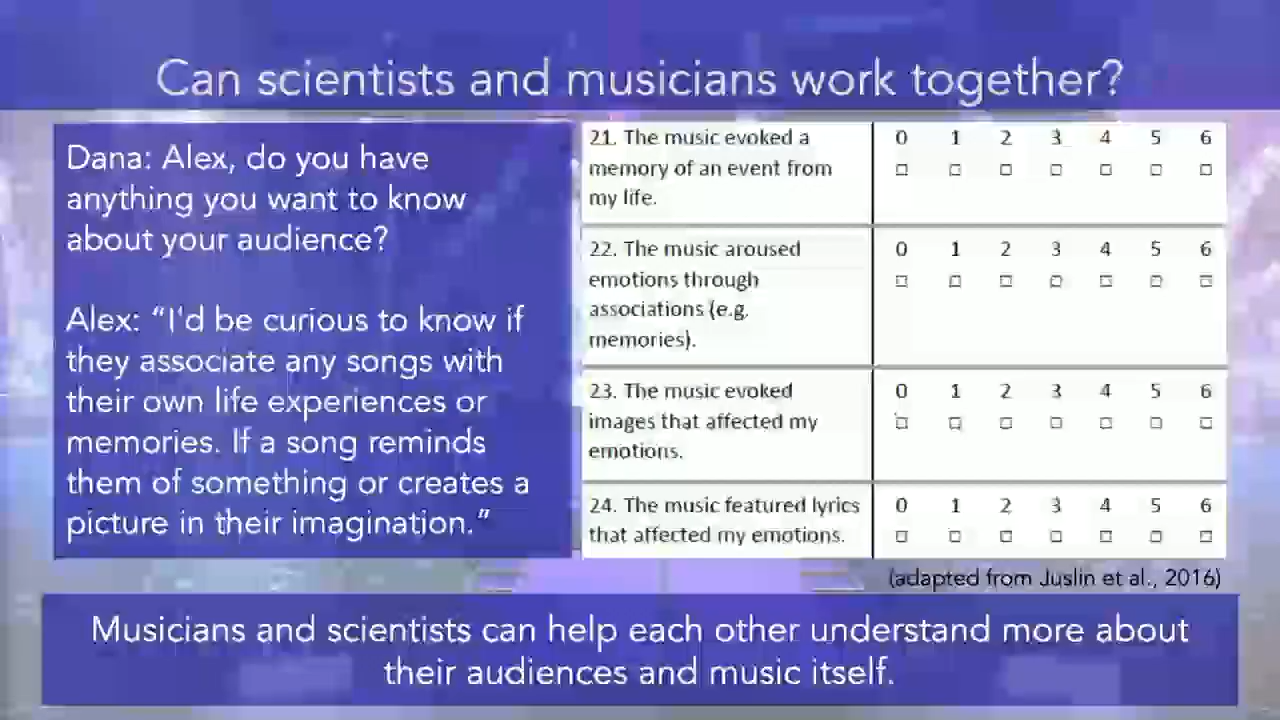 Can scientists and musicians work together?
Dana: Alex, do you have
anything you want to know
about your audience?
Alex: “I'd be curious to know if
they associate any songs with
their own life experiences or
memories. If a song reminds
them of something or creates a
picture in their imagination.”
21. The music evoked a
memory of an event from
my life.
0 1 2 3 4 5 6
22. The music aroused
emotions through
associations (e.g.
memories).
0 1 2 3 4 5 6
23. The music evoked
images that affected my
emotions.
0 1 2 3 4 5 6
24. The music featured lyrics
that affected my emotions.
0 1 2 3 4 5 6
(adapted from Juslin et al., 2016)
Musicians and scientists can help each other understand more about
their audiences and music itself.